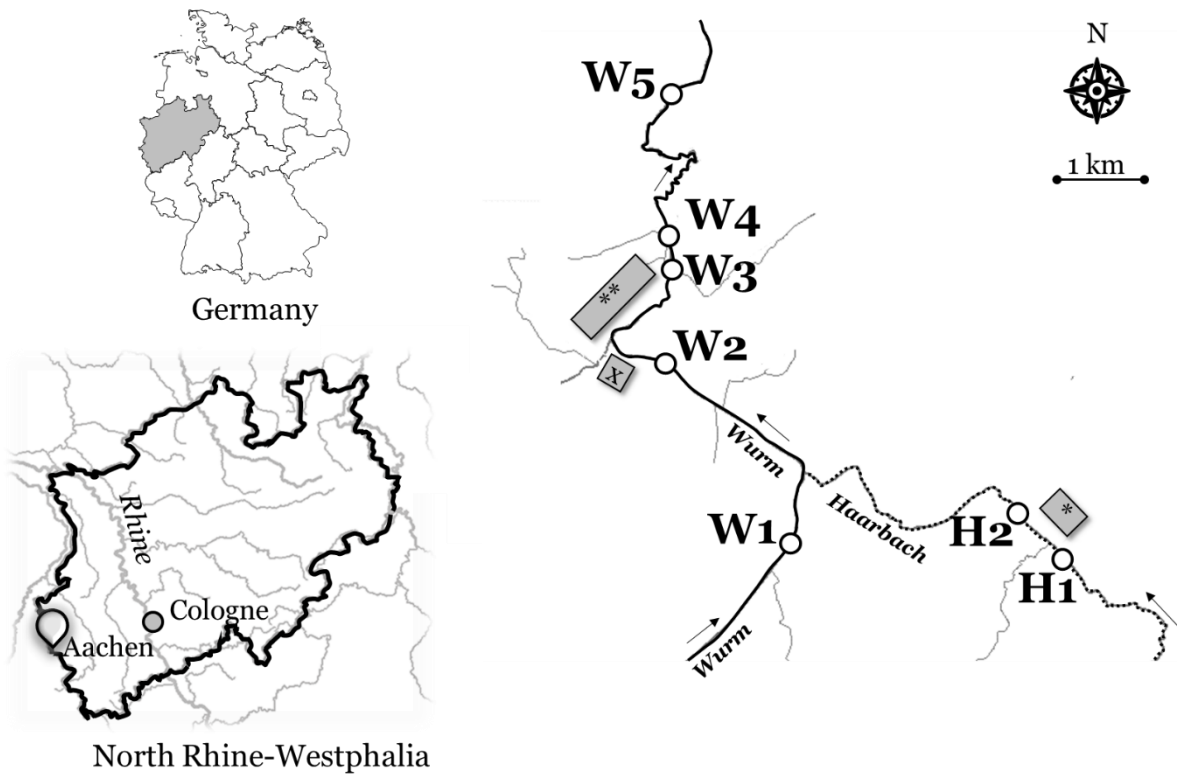 Germany
Rhine
Cologne
Aachen
North Rhine-Westphalia
N
1 km
W5
W4
W3
**
W2
X
Wurm
Haarbach
W1
H2
*
H1
Wurm